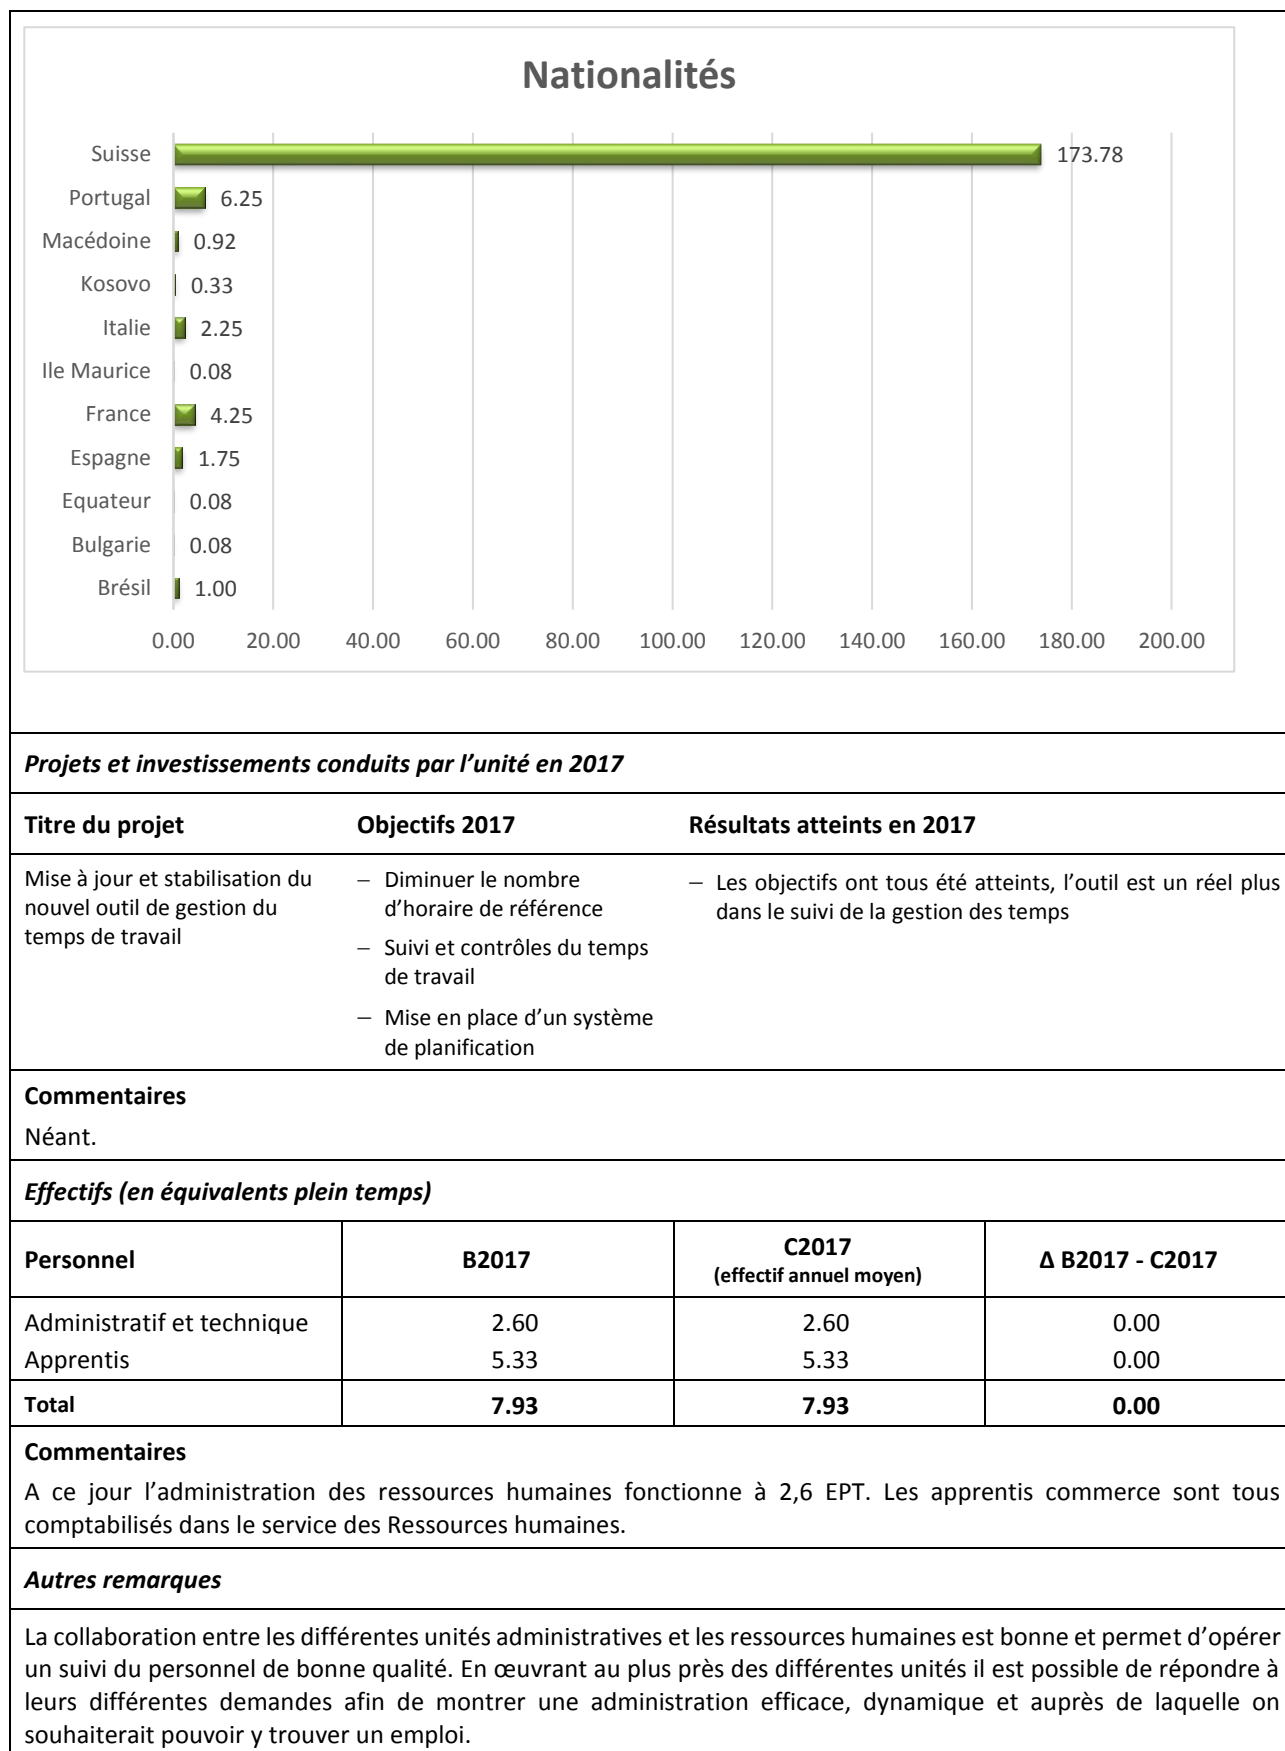 Nationalités
Suisse 173.78
Portugal 6.25
Macédoine 0.92
Kosovo 0.33
Italie 2.25
Ile Maurice 0.08
France 4.25
Espagne 1.75
Equateur 0.08
Bulgarie 0.08
Brésil 1.00
0.00 20.00 40.00 60.00 80.00 100.00 120.00 140.00 160.00 180.00 200.00
Projets et investissements conduits par l’unité en 2017
Titre du projet Objectifs 2017 Résultats atteints en 2017
Mise à jour et stabilisation du
nouvel outil de gestion du
temps de travail
– Diminuer le nombre
d’horaire de référence
– Suivi et contrôles du temps
de travail
– Mise en place d’un système
de planification
– Les objectifs ont tous été atteints, l’outil est un réel plus
dans le suivi de la gestion des temps
Commentaires
Néant.
Effectifs (en équivalents plein temps)
Personnel B2017 C2017 (effectif annuel moyen) Δ B2017 - C2017
Administratif et technique 2.60 2.60 0.00
Apprentis 5.33 5.33 0.00
Total 7.93 7.93 0.00
Commentaires
A ce jour l’administration des ressources humaines fonctionne à 2,6 EPT. Les apprentis commerce sont tous
comptabilisés dans le service des Ressources humaines.
Autres remarques
La collaboration entre les différentes unités administratives et les ressources humaines est bonne et permet d’opérer
un suivi du personnel de bonne qualité. En œuvrant au plus près des différentes unités il est possible de répondre à
leurs différentes demandes afin de montrer une administration efficace, dynamique et auprès de laquelle on
souhaiterait pouvoir y trouver un emploi.